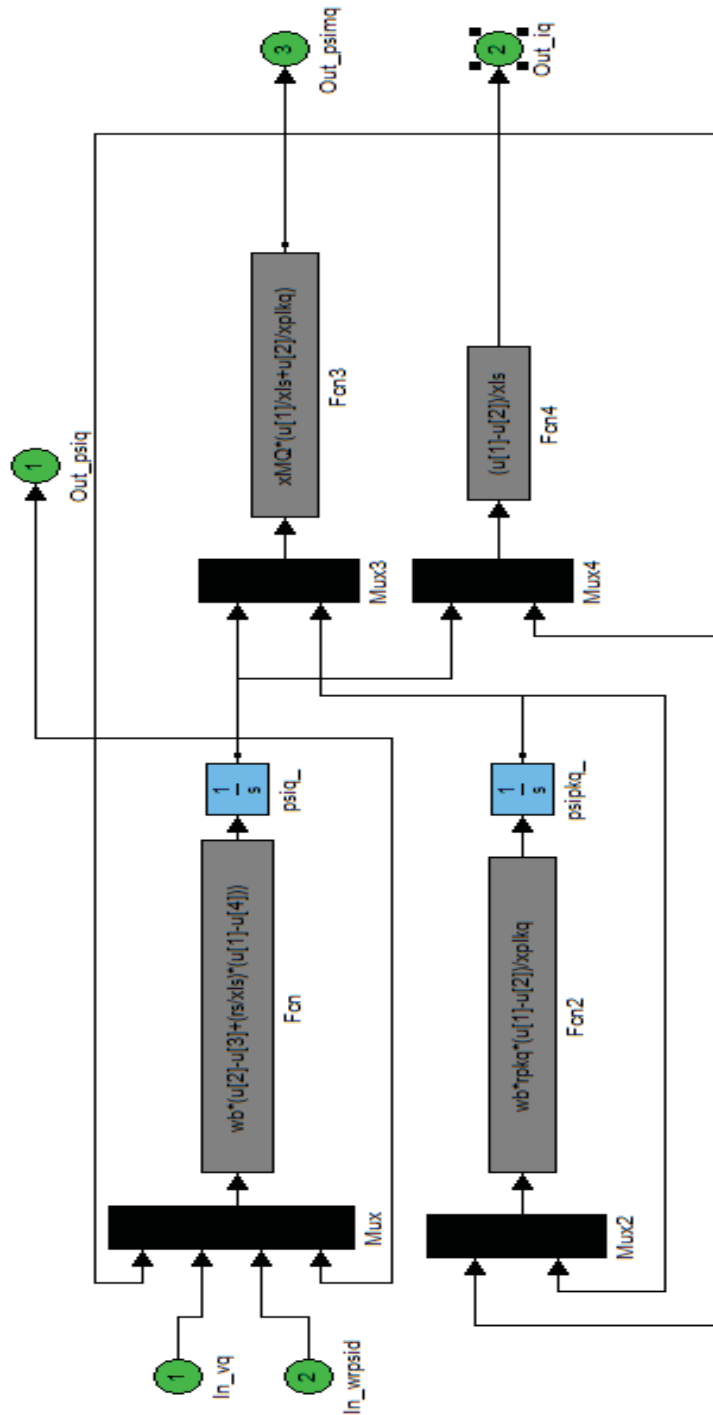 1
In_vq
2
In_wrpsid
Mux
wb*(u[2]-u[3]+(rs/xls)*(u[1]-u[4]))
Fcn
1
s
psiq_
1
Out_psiq
Mux3
xMQ*(u[1]/xls+u[2]/xplkq)
Fcn3
3
Out_psimq
Mux2
wb*rpkq*(u[1]-u[2])/xplkq
Fcn2
1
s
psipkq_
Mux4
(u[1]-u[2])/xls
Fcn4
2
Out_iq